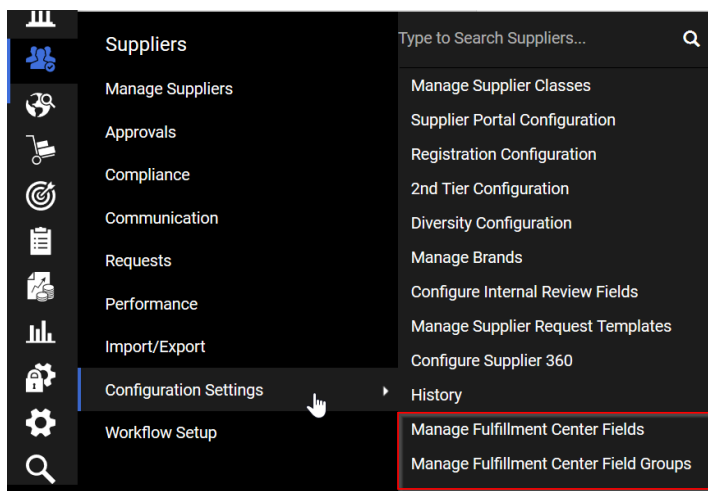 Suppliers
Manage Suppliers
Approvals
Compliance
Communication
Requests
Performance
Import/Export
Configuration Settings
Workflow Setup
Type to Search Suppliers...
Manage Supplier Classes
Supplier Portal Configuration
Registration Configuration
2nd Tier Configuration
Diversity Configuration
Manage Brands
Configure Internal Review Fields
Manage Supplier Request Templates
Configure Supplier 360
History
Manage Fulfillment Center Fields
Manage Fulfillment Center Field Groups